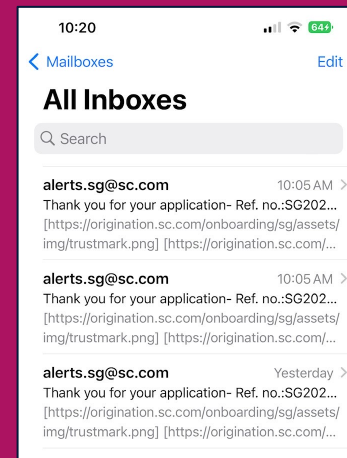 10:20
64
Mailboxes
Edit
All Inboxes
Search
alerts.sg@sc.com 10:05 AM
Thank you for your application- Ref. no.:SG202...
[https://origination.sc.com/onboarding/sg/assets/
img/trustmark.png] [https://origination.sc.com/...
alerts.sg@sc.com 10:05 AM
Thank you for your application- Ref. no.:SG202...
[https://origination.sc.com/onboarding/sg/assets/
img/trustmark.png] [https://origination.sc.com/...
alerts.sg@sc.com Yesterday
Thank you for your application- Ref. no.:SG202...
[https://origination.sc.com/onboarding/sg/assets/
img/trustmark.png] [https://origination.sc.com/...